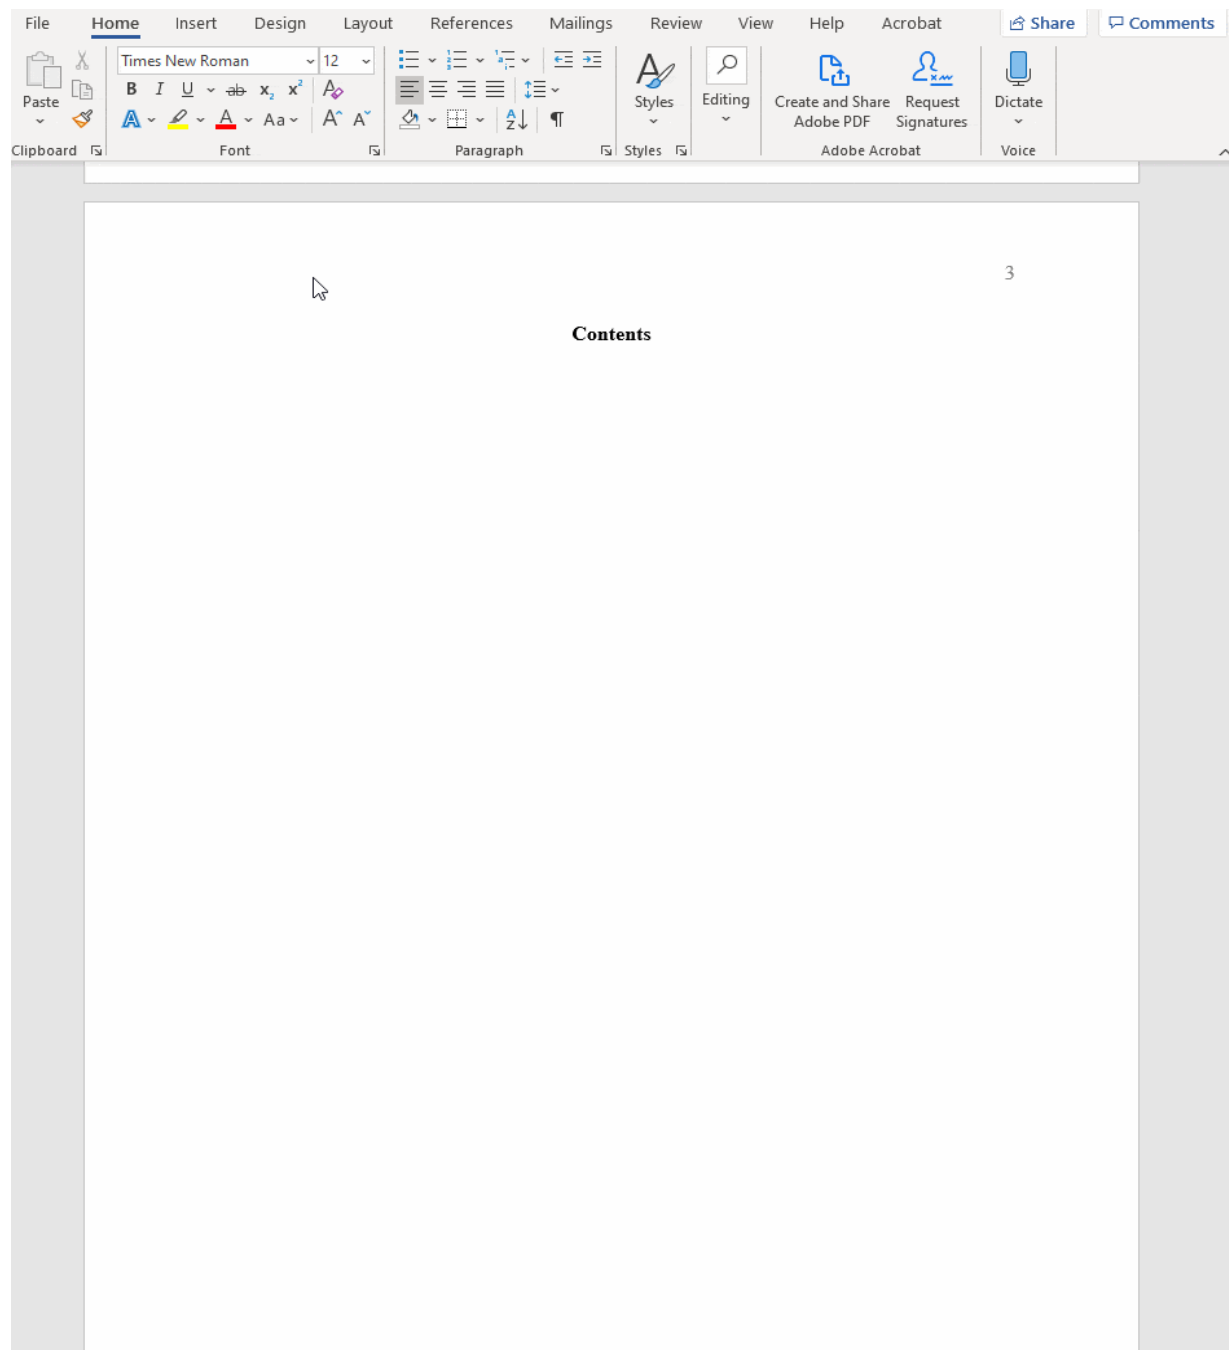 File Home Insert Design Layout References Mailings Review View Help Acrobat Share Comments
Times New Roman 12
Paste
B I U ab x₂ x² A
A A Aa A A
A Z
Styles
Editing
Create and Share Adobe PDF
Request Signatures
Dictate
Clipboard Font Paragraph Styles Adobe Acrobat Voice
3
Contents